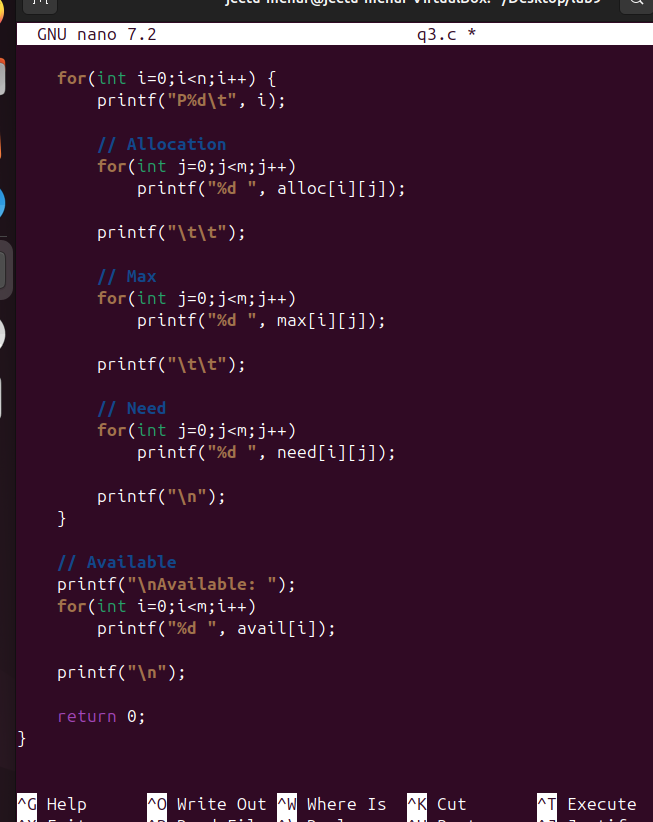 GNU nano 7.2 q3.c *
for(int i=0;i<n;i++) {
printf("P%d\t", i);
// Allocation
for(int j=0;j<m;j++)
printf("%d ", alloc[i][j]);
printf("\t\t");
// Max
for(int j=0;j<m;j++)
printf("%d ", max[i][j]);
printf("\t\t");
// Need
for(int j=0;j<m;j++)
printf("%d ", need[i][j]);
printf("\n");
}
// Available
printf("\nAvailable: ");
for(int i=0;i<m;i++)
printf("%d ", avail[i]);
printf("\n");
return 0;
}
^G Help ^O Write Out ^W Where Is ^K Cut ^T Execute